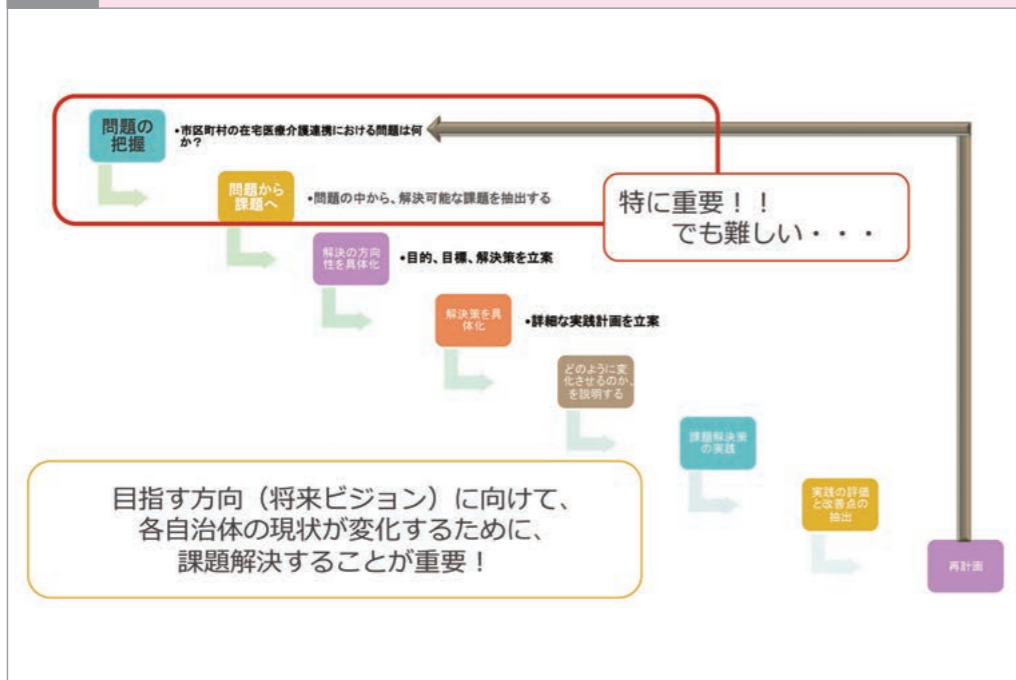 問題の
把握
•市区町村の在宅医療介護連携における問題は何
か？
問題から
課題へ
•問題の中から、解決可能な課題を抽出する
特に重要！！
でも難しい・・・
解決の方向
性を具体化
•目的、目標、解決策を立案
解決策を具
体化
•詳細な実践計画を立案
どのように変
化させるのか、
を説明する
課題解決策
の実践
実践の評価
と改善点の
抽出
再計画
目指す方向（将来ビジョン）に向けて、
各自治体の現状が変化するために、
課題解決することが重要！